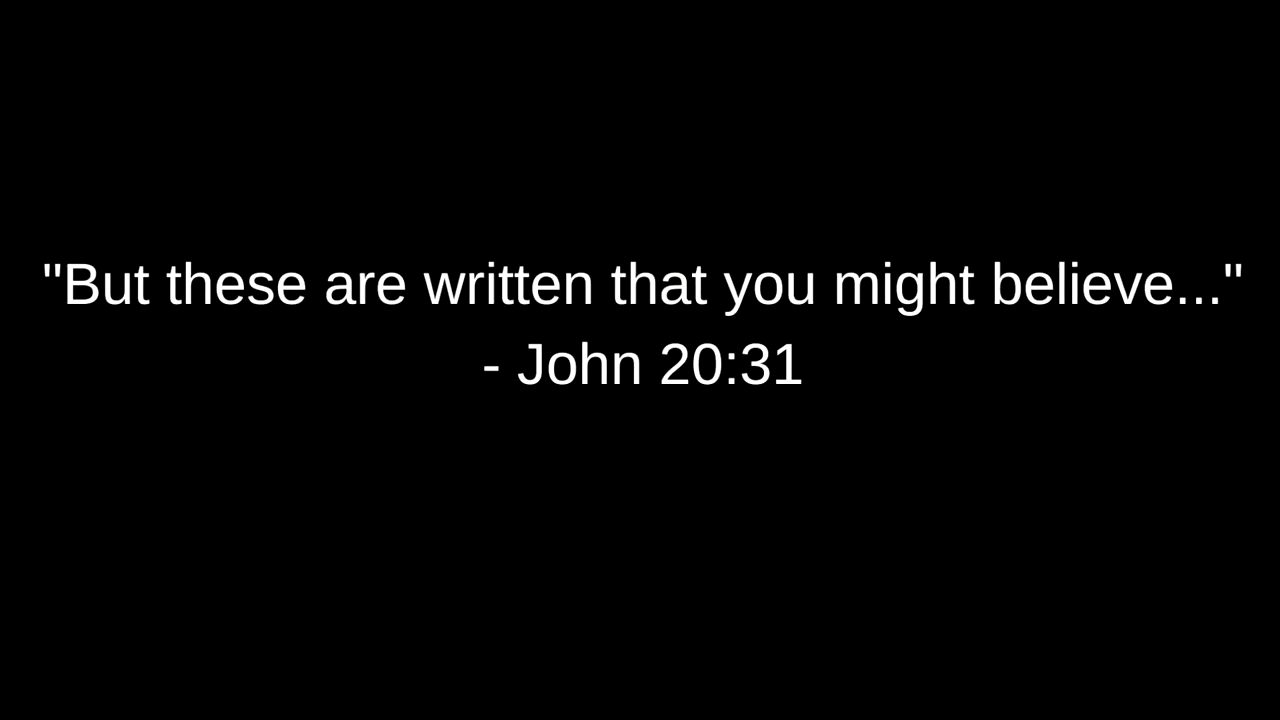 "But these are written that you might believe..."
- John 20:31